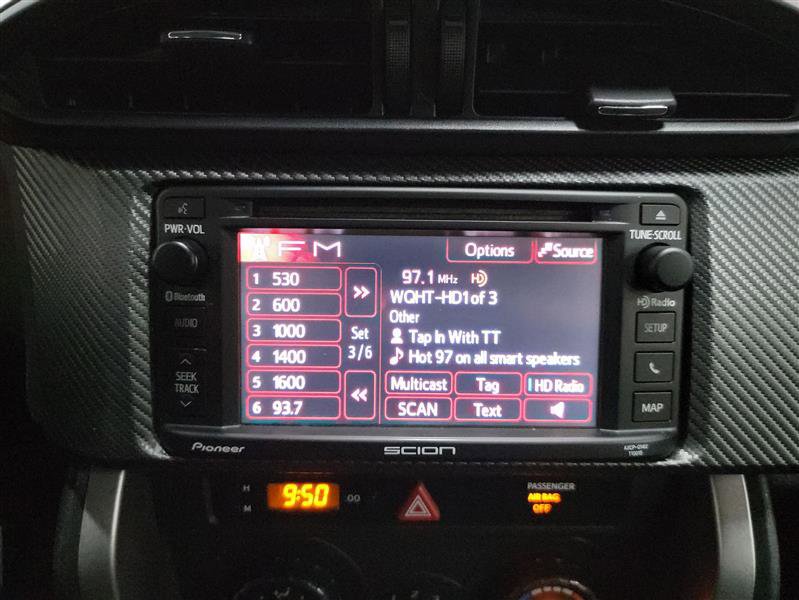 PWR·VOL
Bluetooth
AUDIO
SEEK
TRACK
FM
Options
Source
1 530
2 600
3 1000
4 1400
5 1600
6 93.7
Set
3/6
97.1 MHz HD
WQHT-HD1 of 3
Other
Tap In With TT
Hot 97 on all smart speakers
Multicast
Tag
HD Radio
SCAN
Text
TUNE·SCROLL
HD Radio
SETUP
MAP
Pioneer
SCION
H
M
9:50
:00
PASSENGER
AIR BAG
OFF